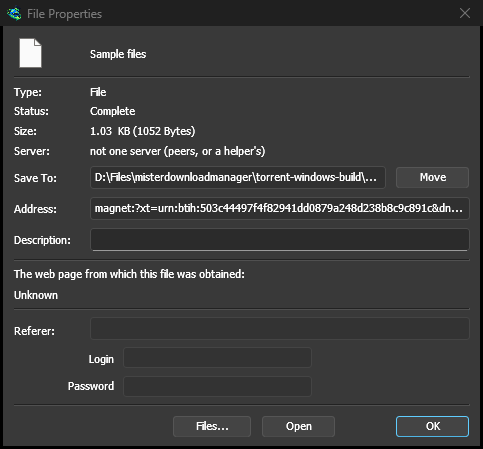 File Properties
Sample files
Type: File
Status: Complete
Size: 1.03 KB (1052 Bytes)
Server: not one server (peers, or a helper's)
Save To: D:\Files\misterdownloadmanager\torrent-windows-build\... Move
Address: magnet:?xt=urn:btih:503c44497f4f82941dd0879a248d238b8c9c891c&dn...
Description:
The web page from which this file was obtained:
Unknown
Referer:
Login
Password
Files... Open OK